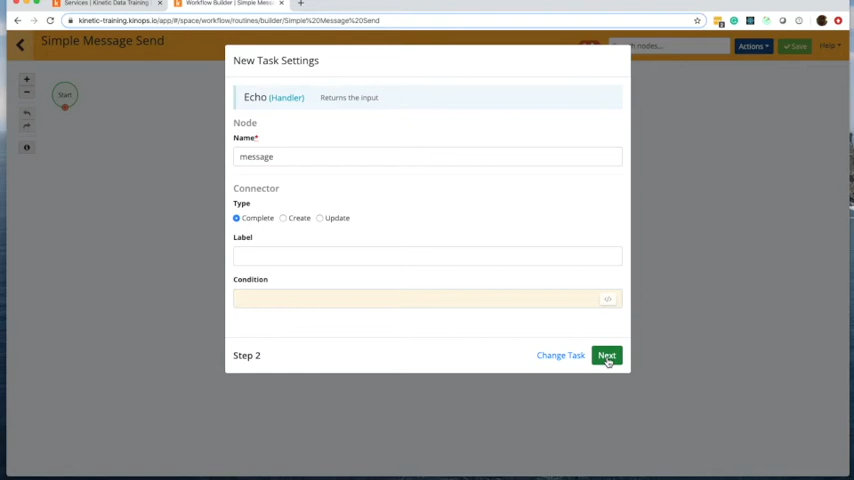 Services | Kinetic Data Training
Workflow Builder | Simple Messa
kinetic-training.kinops.io/app/#/space/workflow/routines/builder/Simple%20Message%20Send
Simple Message Send
h nodes...
Actions
Save
Help
Start
New Task Settings
Echo (Handler) Returns the input
Node
Name*
message
Connector
Type
Complete Create Update
Label
Condition
</>
Step 2
Change Task
Next